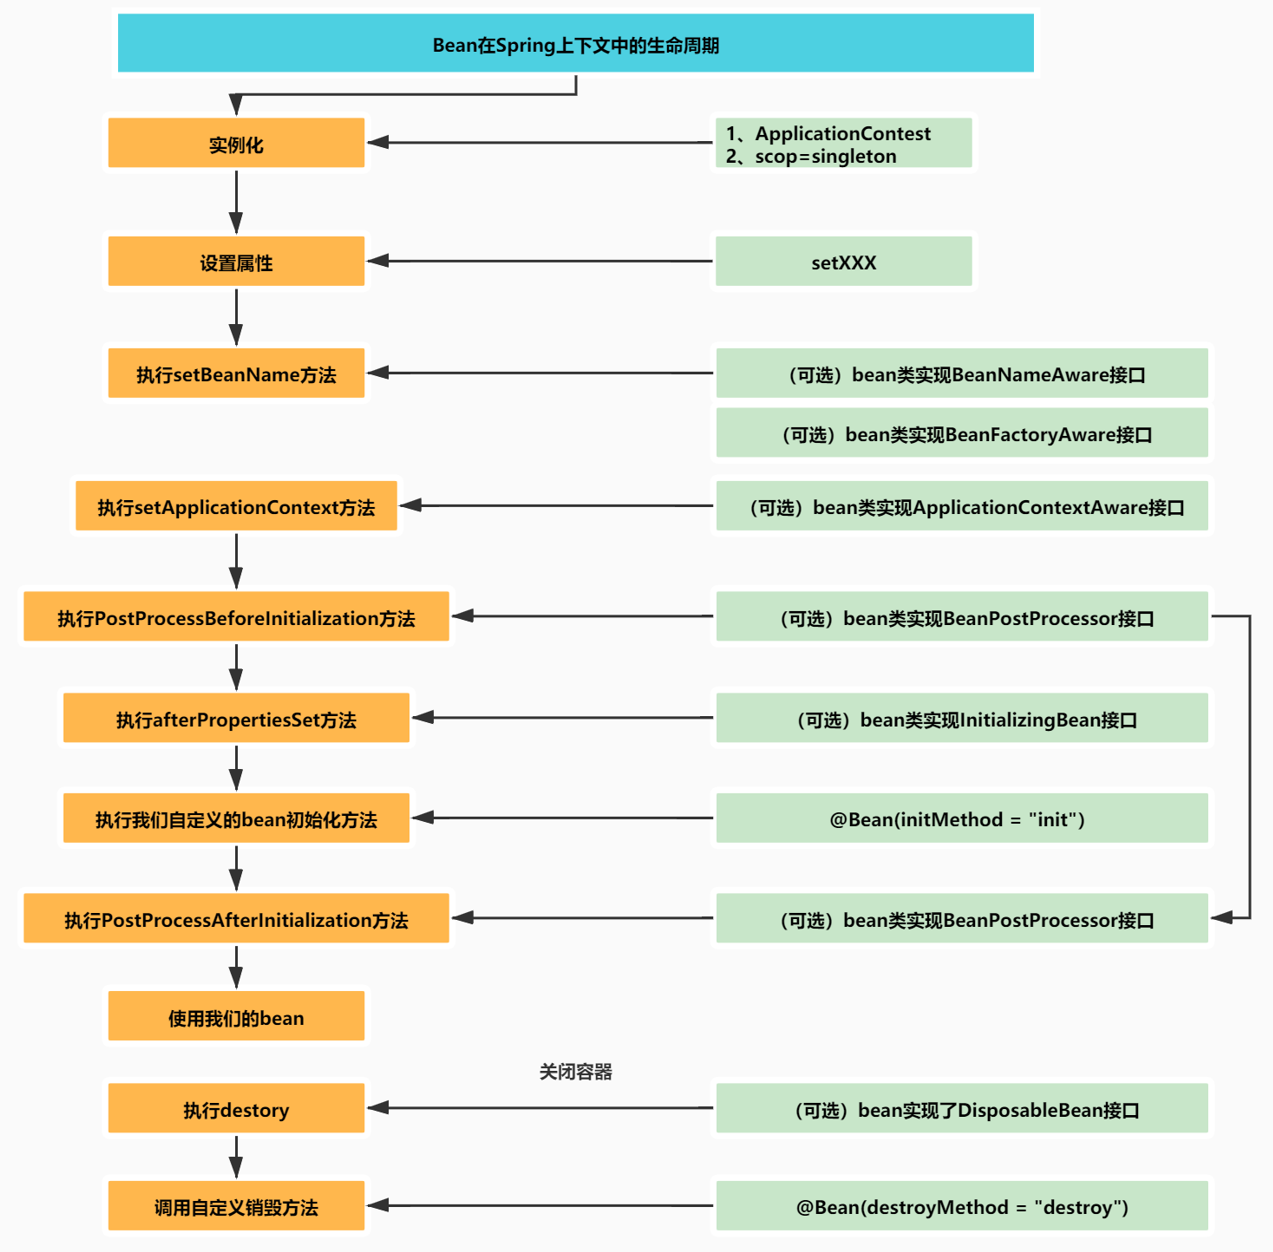 Bean在Spring上下文中的生命周期
实例化
1、ApplicationContest
2、scop=singleton
设置属性
setXXX
执行setBeanName方法
（可选）bean类实现BeanNameAware接口
（可选）bean类实现BeanFactoryAware接口
执行setApplicationContext方法
（可选）bean类实现ApplicationContextAware接口
执行PostProcessBeforeInitialization方法
（可选）bean类实现BeanPostProcessor接口
执行afterPropertiesSet方法
（可选）bean类实现InitializingBean接口
执行我们自定义的bean初始化方法
@Bean(initMethod = "init")
执行PostProcessAfterInitialization方法
（可选）bean类实现BeanPostProcessor接口
使用我们的bean
关闭容器
执行destory
（可选）bean实现了DisposableBean接口
调用自定义销毁方法
@Bean(destroyMethod = "destroy")